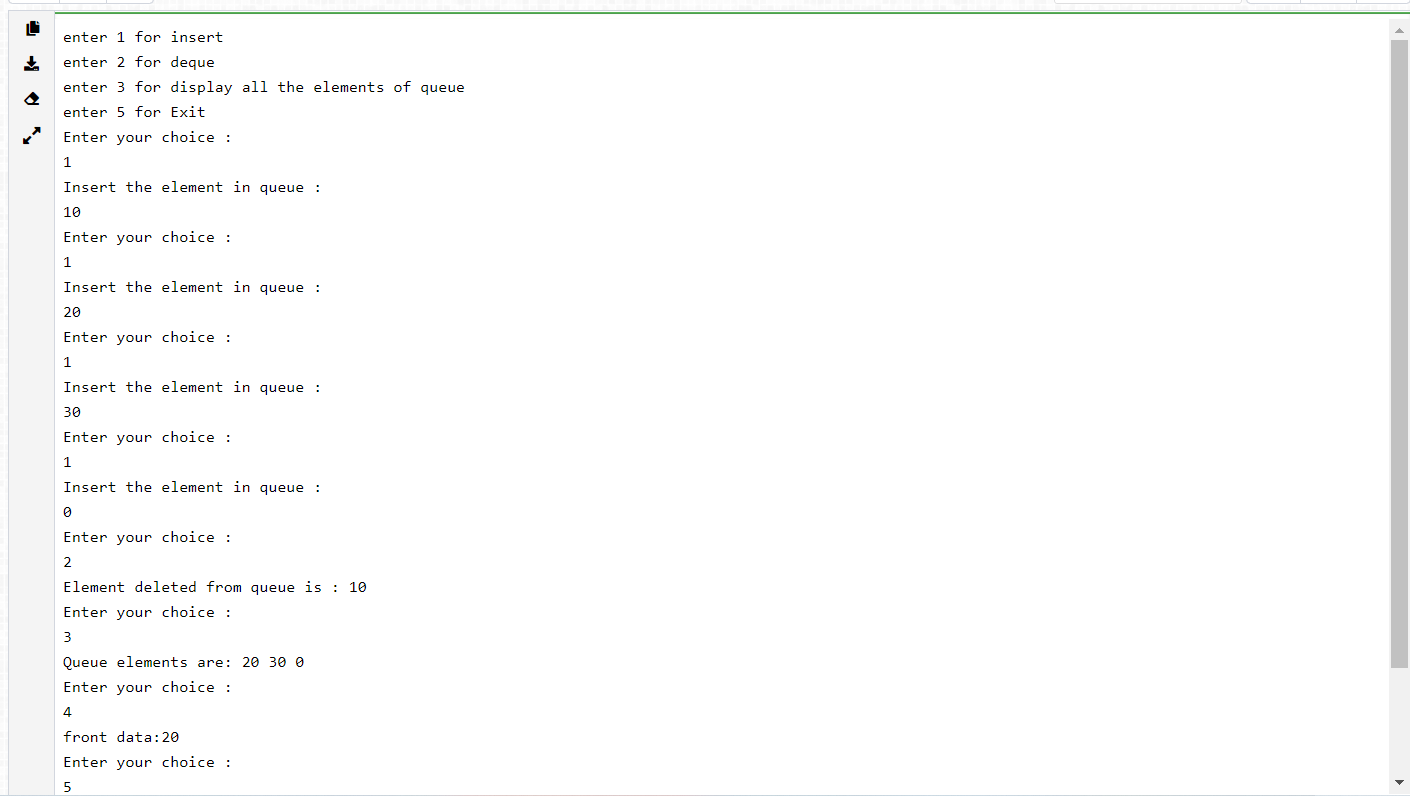 enter 1 for insert
enter 2 for deque
enter 3 for display all the elements of queue
enter 5 for Exit
Enter your choice :
1
Insert the element in queue :
10
Enter your choice :
1
Insert the element in queue :
20
Enter your choice :
1
Insert the element in queue :
30
Enter your choice :
1
Insert the element in queue :
0
Enter your choice :
2
Element deleted from queue is : 10
Enter your choice :
3
Queue elements are: 20 30 0
Enter your choice :
4
front data:20
Enter your choice :
5